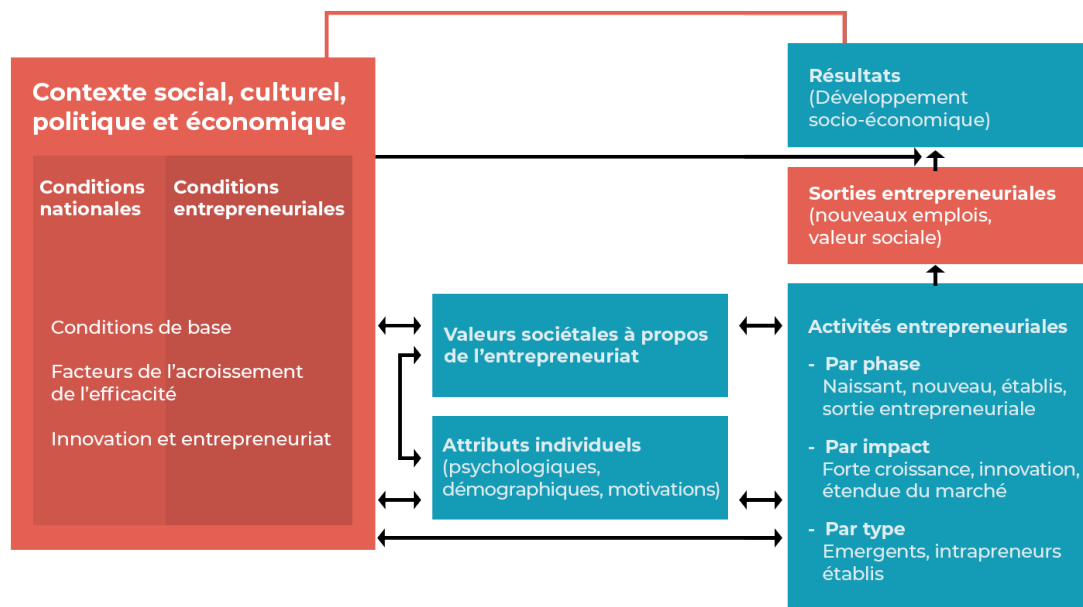 Contexte social, culturel,
politique et économique
Conditions
nationales
Conditions
entrepreneuriales
Conditions de base
Facteurs de l'acroissement
de l'efficacité
Innovation et entrepreneuriat
Valeurs sociétales à propos
de l'entrepreneuriat
Attributs individuels
(psychologiques,
démographiques, motivations)
Résultats
(Développement
socio-économique)
Sorties entrepreneuriales
(nouveaux emplois,
valeur sociale)
Activités entrepreneuriales
- Par phase
Naissant, nouveau, établis,
sortie entrepreneuriale
- Par impact
Forte croissance, innovation,
étendue du marché
- Par type
Emergents, intrapreneurs
établis